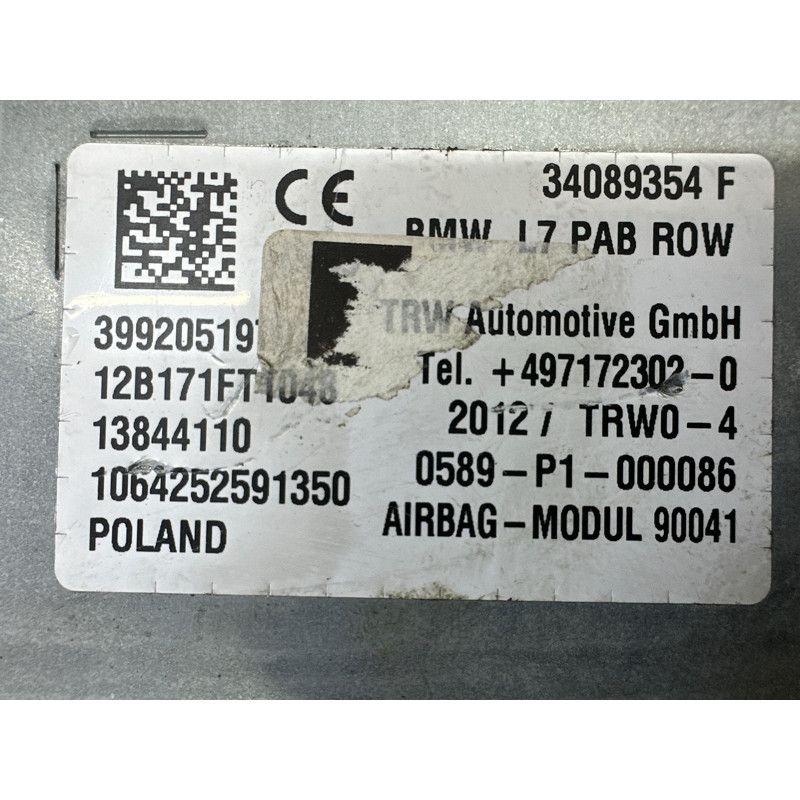 CE
34089354 F
BMW L7 PAB ROW
TRW Automotive GmbH
Tel. +497172302-0
2012 / TRW0-4
0589-P1-000086
AIRBAG-MODUL 90041
12B171FT1048
13844110
1064252591350
POLAND